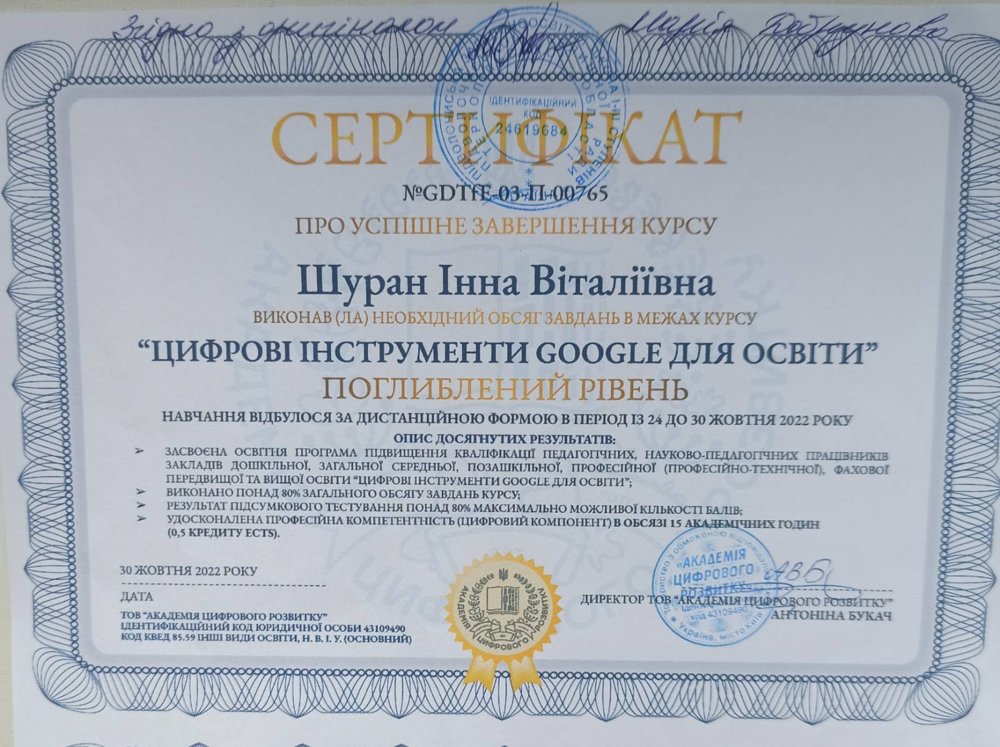 Згідно з оригіналом Марія
СЕРТИФІКАТ
ІДЕНТИФІКАЦІЙНИЙ
КОД
24619684
№GDTfE-03-П-00765
ПРО УСПІШНЕ ЗАВЕРШЕННЯ КУРСУ
Шуран Інна Віталіївна
ВИКОНАВ (ЛА) НЕОБХІДНИЙ ОБСЯГ ЗАВДАНЬ В МЕЖАХ КУРСУ
“ЦИФРОВІ ІНСТРУМЕНТИ GOOGLE ДЛЯ ОСВІТИ”
ПОГЛИБЛЕНИЙ РІВЕНЬ
НАВЧАННЯ ВІДБУЛОСЯ ЗА ДИСТАНЦІЙНОЮ ФОРМОЮ В ПЕРІОД ІЗ 24 ДО 30 ЖОВТНЯ 2022 РОКУ
ОПИС ДОСЯГНУТИХ РЕЗУЛЬТАТІВ:
➢ ЗАСВОЄНА ОСВІТНЯ ПРОГРАМА ПІДВИЩЕННЯ КВАЛІФІКАЦІЇ ПЕДАГОГІЧНИХ, НАУКОВО-ПЕДАГОГІЧНИХ ПРАЦІВНИКІВ
ЗАКЛАДІВ ДОШКІЛЬНОЇ, ЗАГАЛЬНОЇ СЕРЕДНЬОЇ, ПОЗАШКІЛЬНОЇ, ПРОФЕСІЙНОЇ (ПРОФЕСІЙНО-ТЕХНІЧНОЇ), ФАХОВОЇ
ПЕРЕДВИЩОЇ ТА ВИЩОЇ ОСВІТИ “ЦИФРОВІ ІНСТРУМЕНТИ GOOGLE ДЛЯ ОСВІТИ”;
➢ ВИКОНАНО ПОНАД 80% ЗАГАЛЬНОГО ОБСЯГУ ЗАВДАНЬ КУРСУ;
➢ РЕЗУЛЬТАТ ПІДСУМКОВОГО ТЕСТУВАННЯ ПОНАД 80% МАКСИМАЛЬНО МОЖЛИВОЇ КІЛЬКОСТІ БАЛІВ;
➢ УДОСКОНАЛЕНА ПРОФЕСІЙНА КОМПЕТЕНТНІСТЬ (ЦИФРОВИЙ КОМПОНЕНТ) В ОБСЯЗІ 15 АКАДЕМІЧНИХ ГОДИН
(0,5 КРЕДИТУ ECTS).
30 ЖОВТНЯ 2022 РОКУ
ДАТА
ТОВ “АКАДЕМІЯ ЦИФРОВОГО РОЗВИТКУ”
ІДЕНТИФІКАЦІЙНИЙ КОД ЮРИДИЧНОЇ ОСОБИ 43109490
КОД КВЕД 85.59 ІНШІ ВИДИ ОСВІТИ, Н. В. І. У. (ОСНОВНИЙ)
АКАДЕМІЯ ЦИФРОВОГО РОЗВИТКУ
Товариство з обмеженою відповідальністю
«АКАДЕМІЯ
ЦИФРОВОГО
РОЗВИТКУ»
код 43109490
Україна, місто Київ
ДИРЕКТОР ТОВ “АКАДЕМІЯ ЦИФРОВОГО РОЗВИТКУ”
АНТОНІНА БУКАЧ